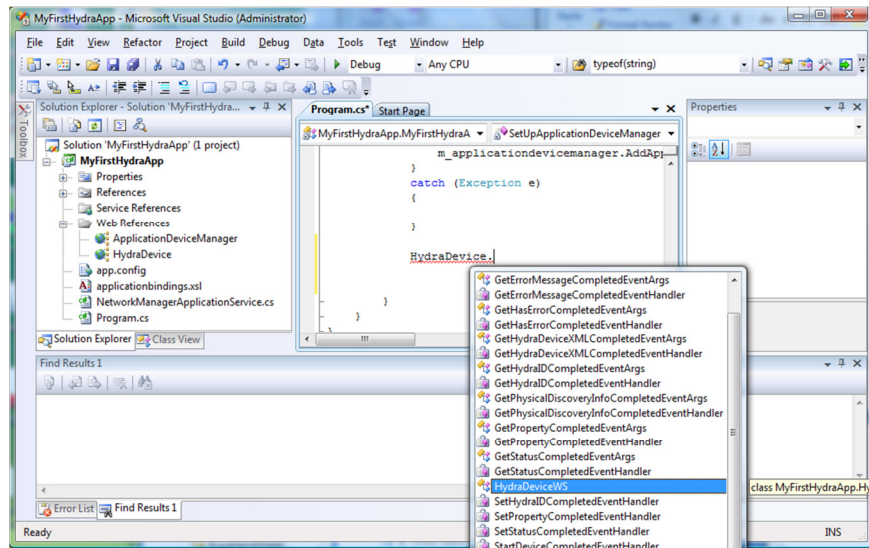 MyFirstHydraApp - Microsoft Visual Studio (Administrator)
File Edit View Refactor Project Build Debug Data Tools Test Window Help
Debug Any CPU typeof(string)
Toolbox
Solution Explorer - Solution 'MyFirstHydra...
Solution 'MyFirstHydraApp' (1 project)
MyFirstHydraApp
Properties
References
Service References
Web References
ApplicationDeviceManager
HydraDevice
app.config
applicationbindings.xsl
NetworkManagerApplicationService.cs
Program.cs
Solution Explorer Class View
Program.cs* Start Page
MyFirstHydraApp.MyFirstHydraA SetUpApplicationDeviceManager
m_applicationdevicemanager.AddApp
}
catch (Exception e)
{
}
HydraDevice.
}
}
}
GetErrorMessageCompletedEventArgs
GetErrorMessageCompletedEventHandler
GetHasErrorCompletedEventArgs
GetHasErrorCompletedEventHandler
GetHydraDeviceXMLCompletedEventArgs
GetHydraDeviceXMLCompletedEventHandler
GetHydraIDCompletedEventArgs
GetHydraIDCompletedEventHandler
GetPhysicalDiscoveryInfoCompletedEventArgs
GetPhysicalDiscoveryInfoCompletedEventHandler
GetPropertyCompletedEventArgs
GetPropertyCompletedEventHandler
GetStatusCompletedEventArgs
GetStatusCompletedEventHandler
HydraDeviceWS
SetHydraIDCompletedEventHandler
SetPropertyCompletedEventHandler
SetStatusCompletedEventHandler
StartDeviceCompletedEventHandler
class MyFirstHydraApp.Hy
Properties
Find Results 1
Error List Find Results 1
Ready INS